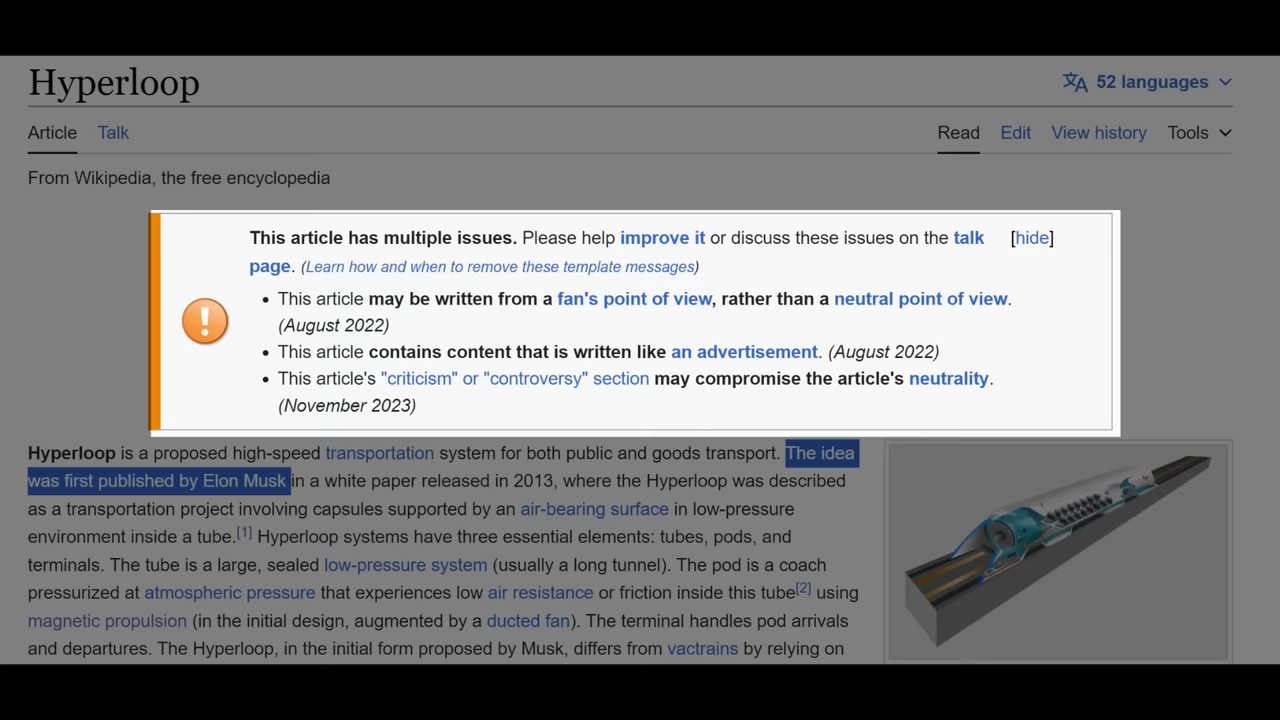 Hyperloop
52 languages
Article Talk Read Edit View history Tools
From Wikipedia, the free encyclopedia
This article has multiple issues. Please help improve it or discuss these issues on the talk [hide]
page. (Learn how and when to remove these template messages)
• This article may be written from a fan's point of view, rather than a neutral point of view.
(August 2022)
• This article contains content that is written like an advertisement. (August 2022)
• This article's "criticism" or "controversy" section may compromise the article's neutrality.
(November 2023)
Hyperloop is a proposed high-speed transportation system for both public and goods transport. The idea
was first published by Elon Musk in a white paper released in 2013, where the Hyperloop was described
as a transportation project involving capsules supported by an air-bearing surface in low-pressure
environment inside a tube.[1] Hyperloop systems have three essential elements: tubes, pods, and
terminals. The tube is a large, sealed low-pressure system (usually a long tunnel). The pod is a coach
pressurized at atmospheric pressure that experiences low air resistance or friction inside this tube[2] using
magnetic propulsion (in the initial design, augmented by a ducted fan). The terminal handles pod arrivals
and departures. The Hyperloop, in the initial form proposed by Musk, differs from vactrains by relying on